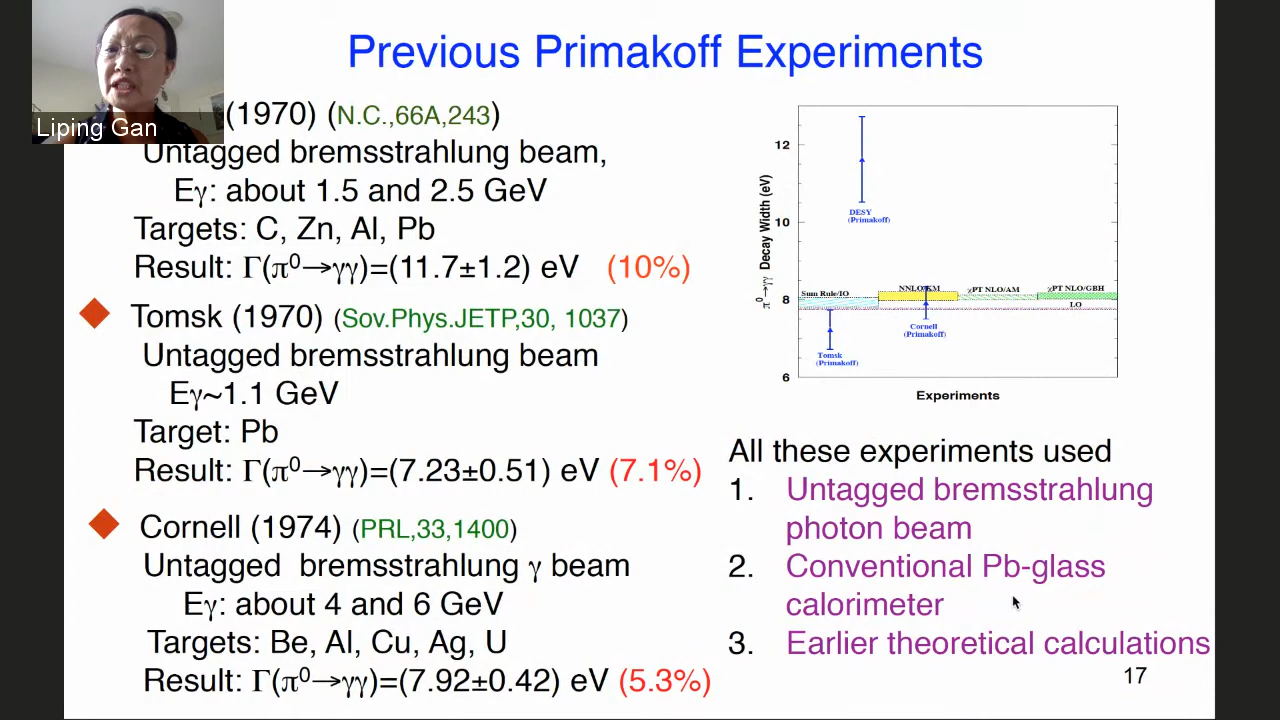 Previous Primakoff Experiments
Liping Gan
(1970) (N.C.,66A,243)
Untagged bremsstrahlung beam,
Eγ: about 1.5 and 2.5 GeV
Targets: C, Zn, Al, Pb
Result: Γ(π⁰→γγ)=(11.7±1.2) eV (10%)
Tomsk (1970) (Sov.Phys.JETP,30, 1037)
Untagged bremsstrahlung beam
Eγ~1.1 GeV
Target: Pb
Result: Γ(π⁰→γγ)=(7.23±0.51) eV (7.1%)
Cornell (1974) (PRL,33,1400)
Untagged bremsstrahlung γ beam
Eγ: about 4 and 6 GeV
Targets: Be, Al, Cu, Ag, U
Result: Γ(π⁰→γγ)=(7.92±0.42) eV (5.3%)
π⁰→γγ Decay Width (eV)
12
10
8
6
DESY
(Primakoff)
Sum Rule/IO
NNLO/KM
χPT NLO/AM
χPT NLO/GBH
LO
Cornell
(Primakoff)
Tomsk
(Primakoff)
Experiments
All these experiments used
1. Untagged bremsstrahlung
photon beam
2. Conventional Pb-glass
calorimeter
3. Earlier theoretical calculations
17